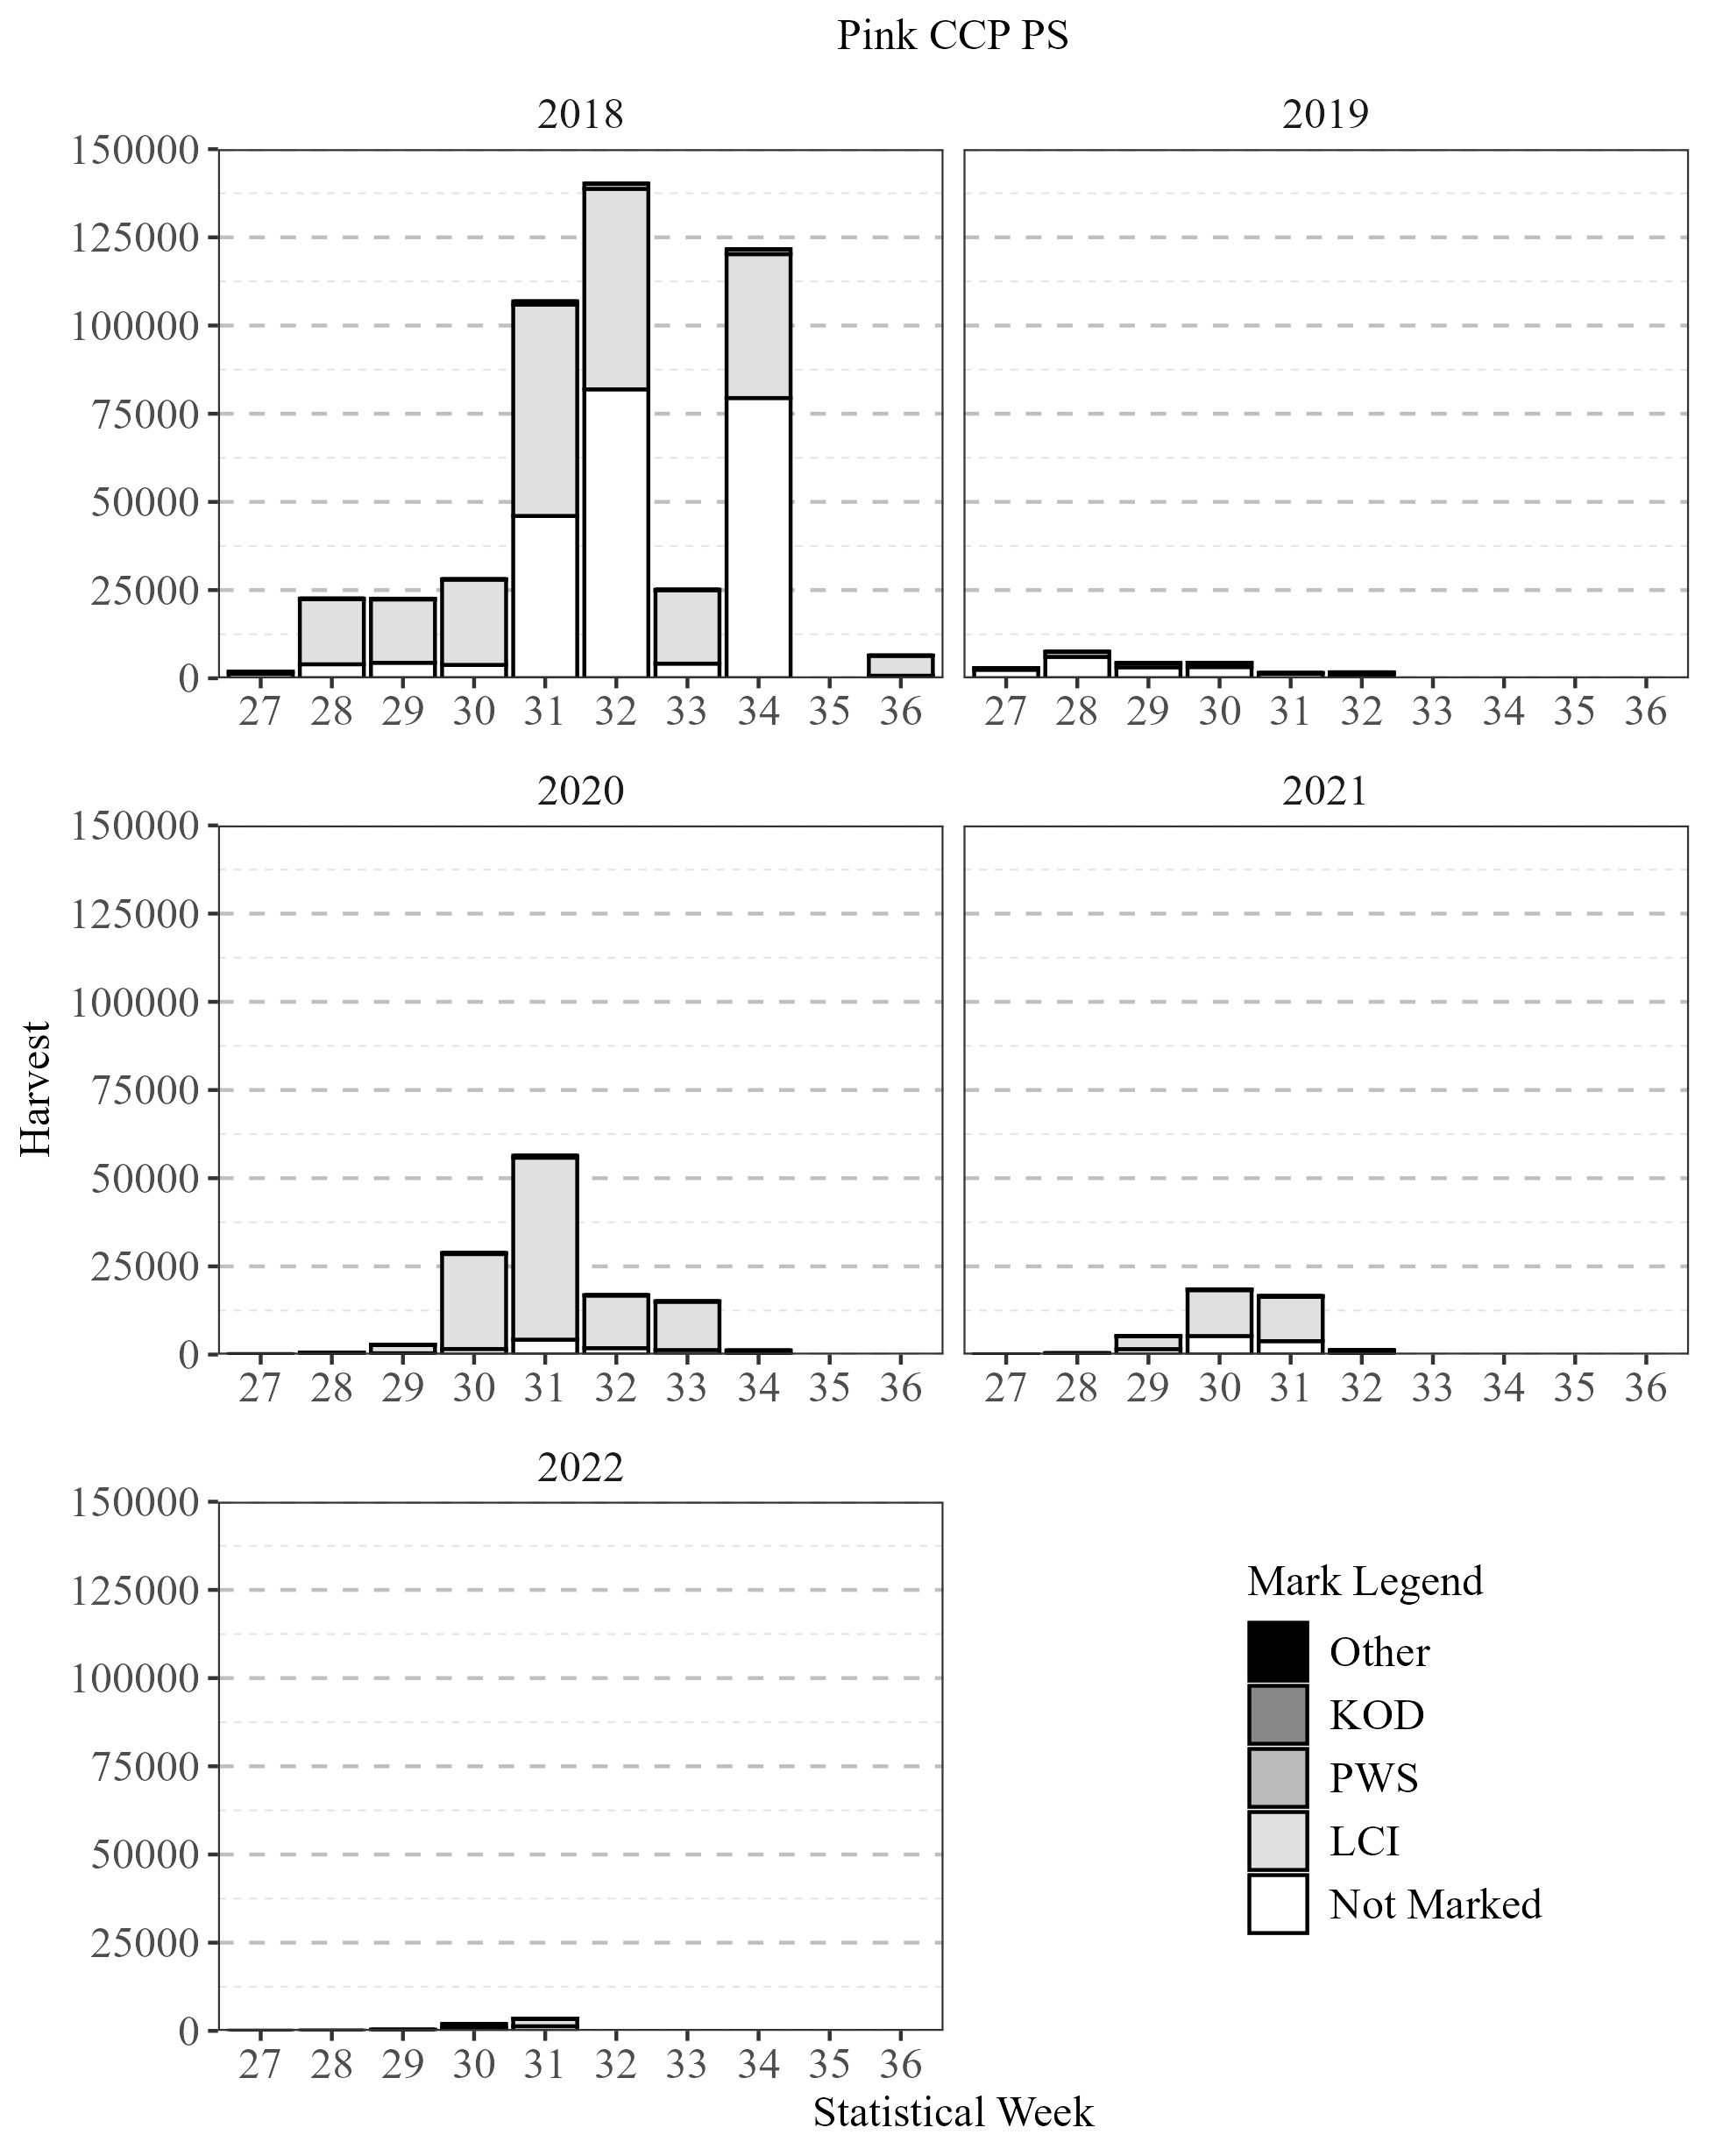 Pink CCP PS
2018
2019
150000
125000
100000
75000
50000
25000
0
27 28 29 30 31 32 33 34 35 36
27 28 29 30 31 32 33 34 35 36
2020
2021
Harvest
150000
125000
100000
75000
50000
25000
0
27 28 29 30 31 32 33 34 35 36
27 28 29 30 31 32 33 34 35 36
2022
150000
125000
100000
75000
50000
25000
0
27 28 29 30 31 32 33 34 35 36
Mark Legend
Other
KOD
PWS
LCI
Not Marked
Statistical Week